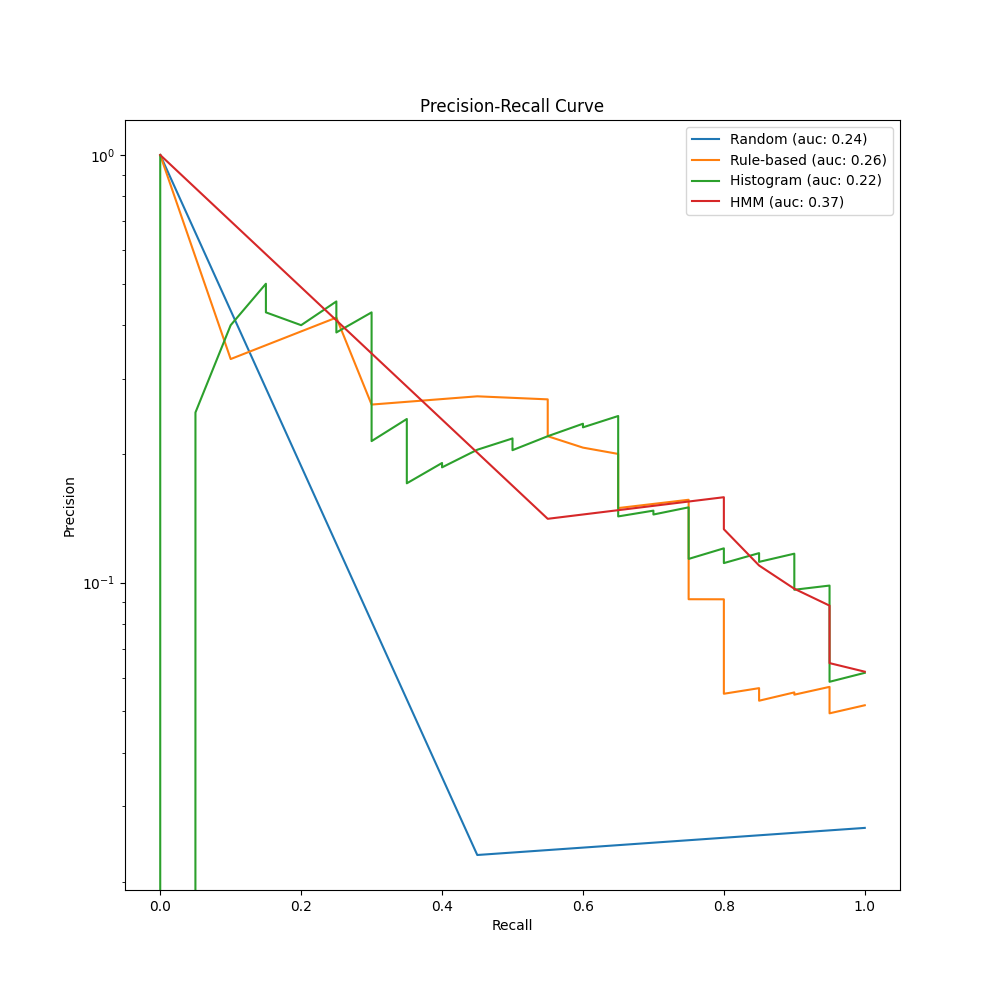 Precision-Recall Curve
Random (auc: 0.24)
Rule-based (auc: 0.26)
Histogram (auc: 0.22)
HMM (auc: 0.37)
10⁰
10⁻¹
Precision
0.0 0.2 0.4 0.6 0.8 1.0
Recall